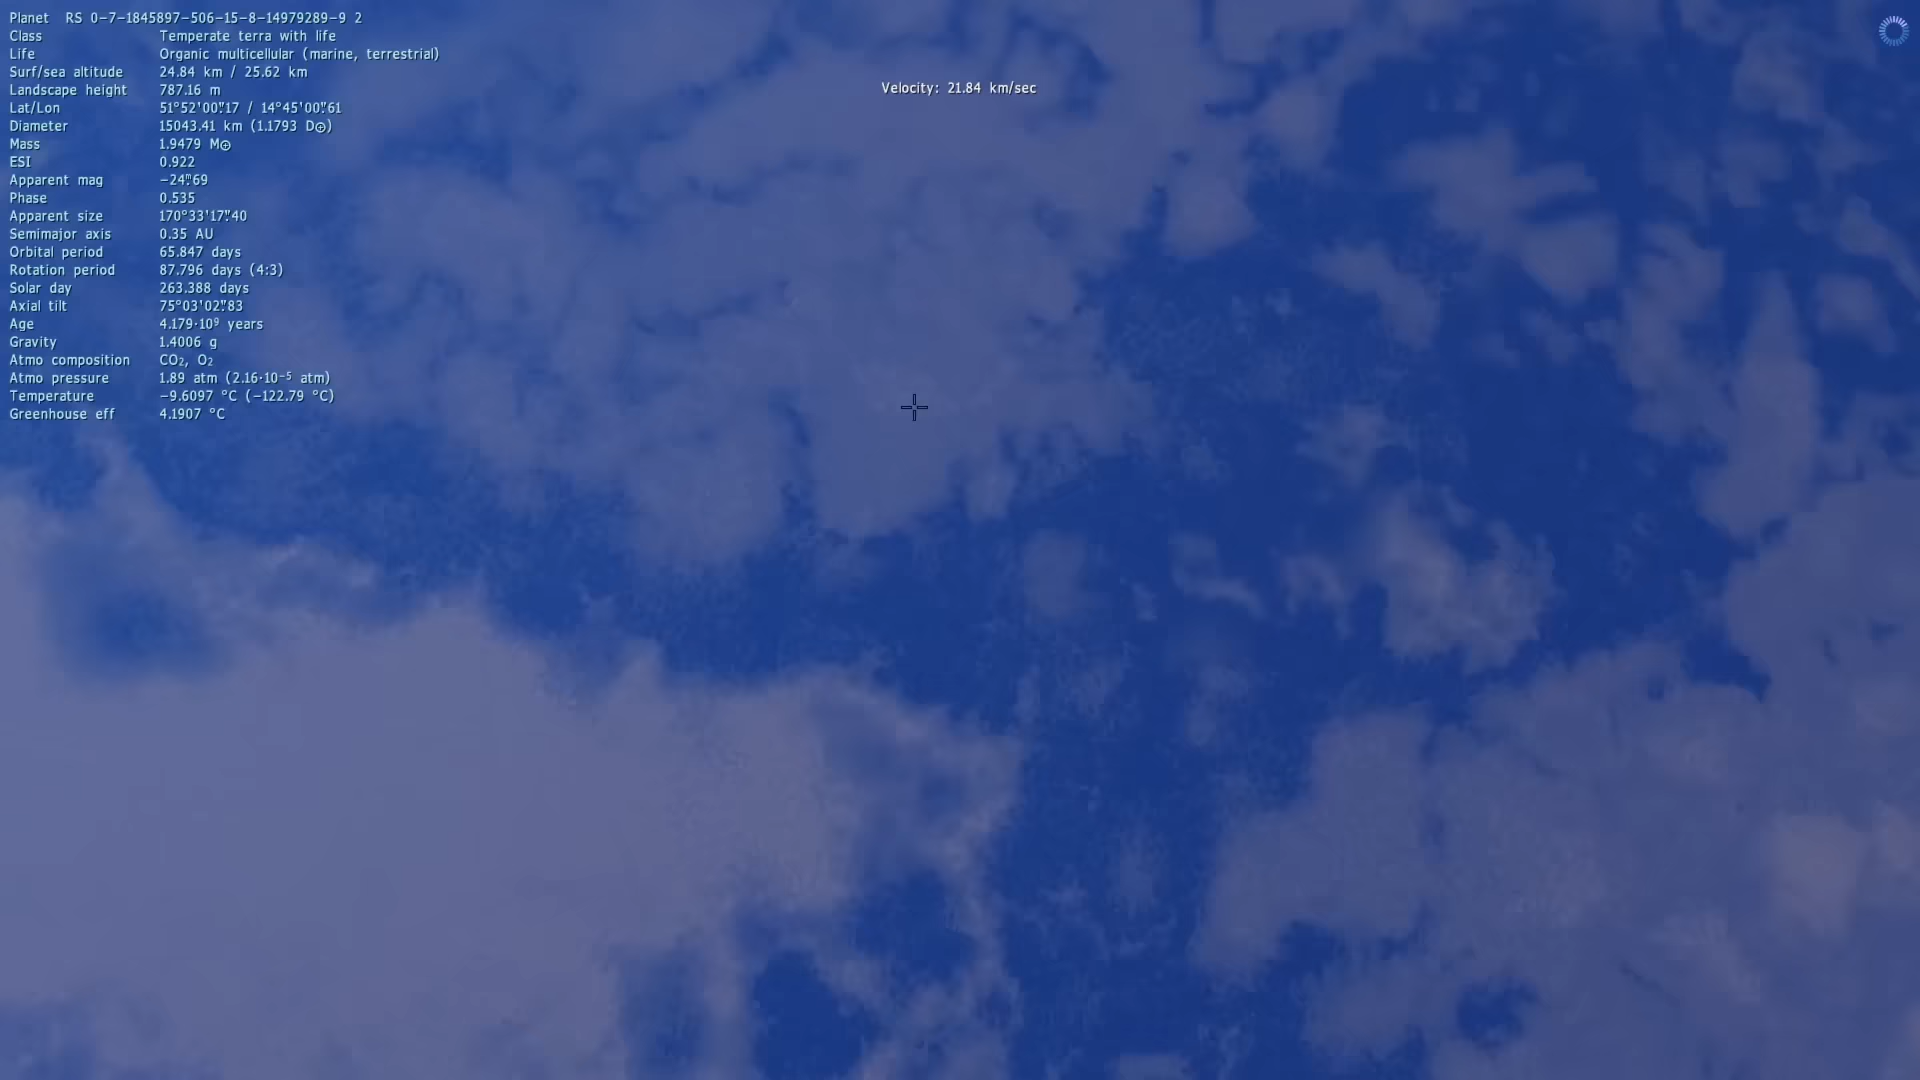 Planet RS 0-7-1845897-506-15-8-14979289-9 2
Class Temperate terra with life
Life Organic multicellular (marine, terrestrial)
Surf/sea altitude 24.84 km / 25.62 km
Landscape height 787.16 m
Lat/Lon 51°52'00"17 / 14°45'00"61
Diameter 15043.41 km (1.1793 D⊕)
Mass 1.9479 M⊕
ESI 0.922
Apparent mag -24ᵐ69
Phase 0.535
Apparent size 170°33'17"40
Semimajor axis 0.35 AU
Orbital period 65.847 days
Rotation period 87.796 days (4:3)
Solar day 263.388 days
Axial tilt 75°03'02"83
Age 4.179·10⁹ years
Gravity 1.4006 g
Atmo composition CO₂, O₂
Atmo pressure 1.89 atm (2.16·10⁻⁵ atm)
Temperature -9.6097 °C (-122.79 °C)
Greenhouse eff 4.1907 °C
Velocity: 21.84 km/sec